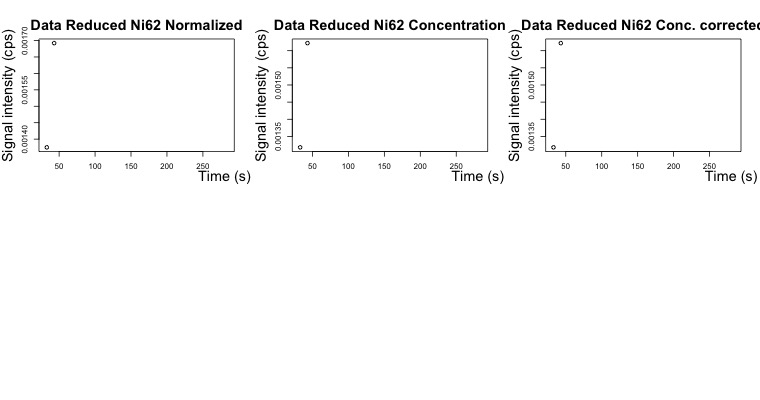 Data Reduced Ni62 Normalized
Signal intensity (cps)
0.00140 0.00155 0.00170
50 100 150 200 250
Time (s)
Data Reduced Ni62 Concentration
Signal intensity (cps)
0.00135 0.00150
50 100 150 200 250
Time (s)
Data Reduced Ni62 Conc. corrected
Signal intensity (cps)
0.00135 0.00150
50 100 150 200 250
Time (s)